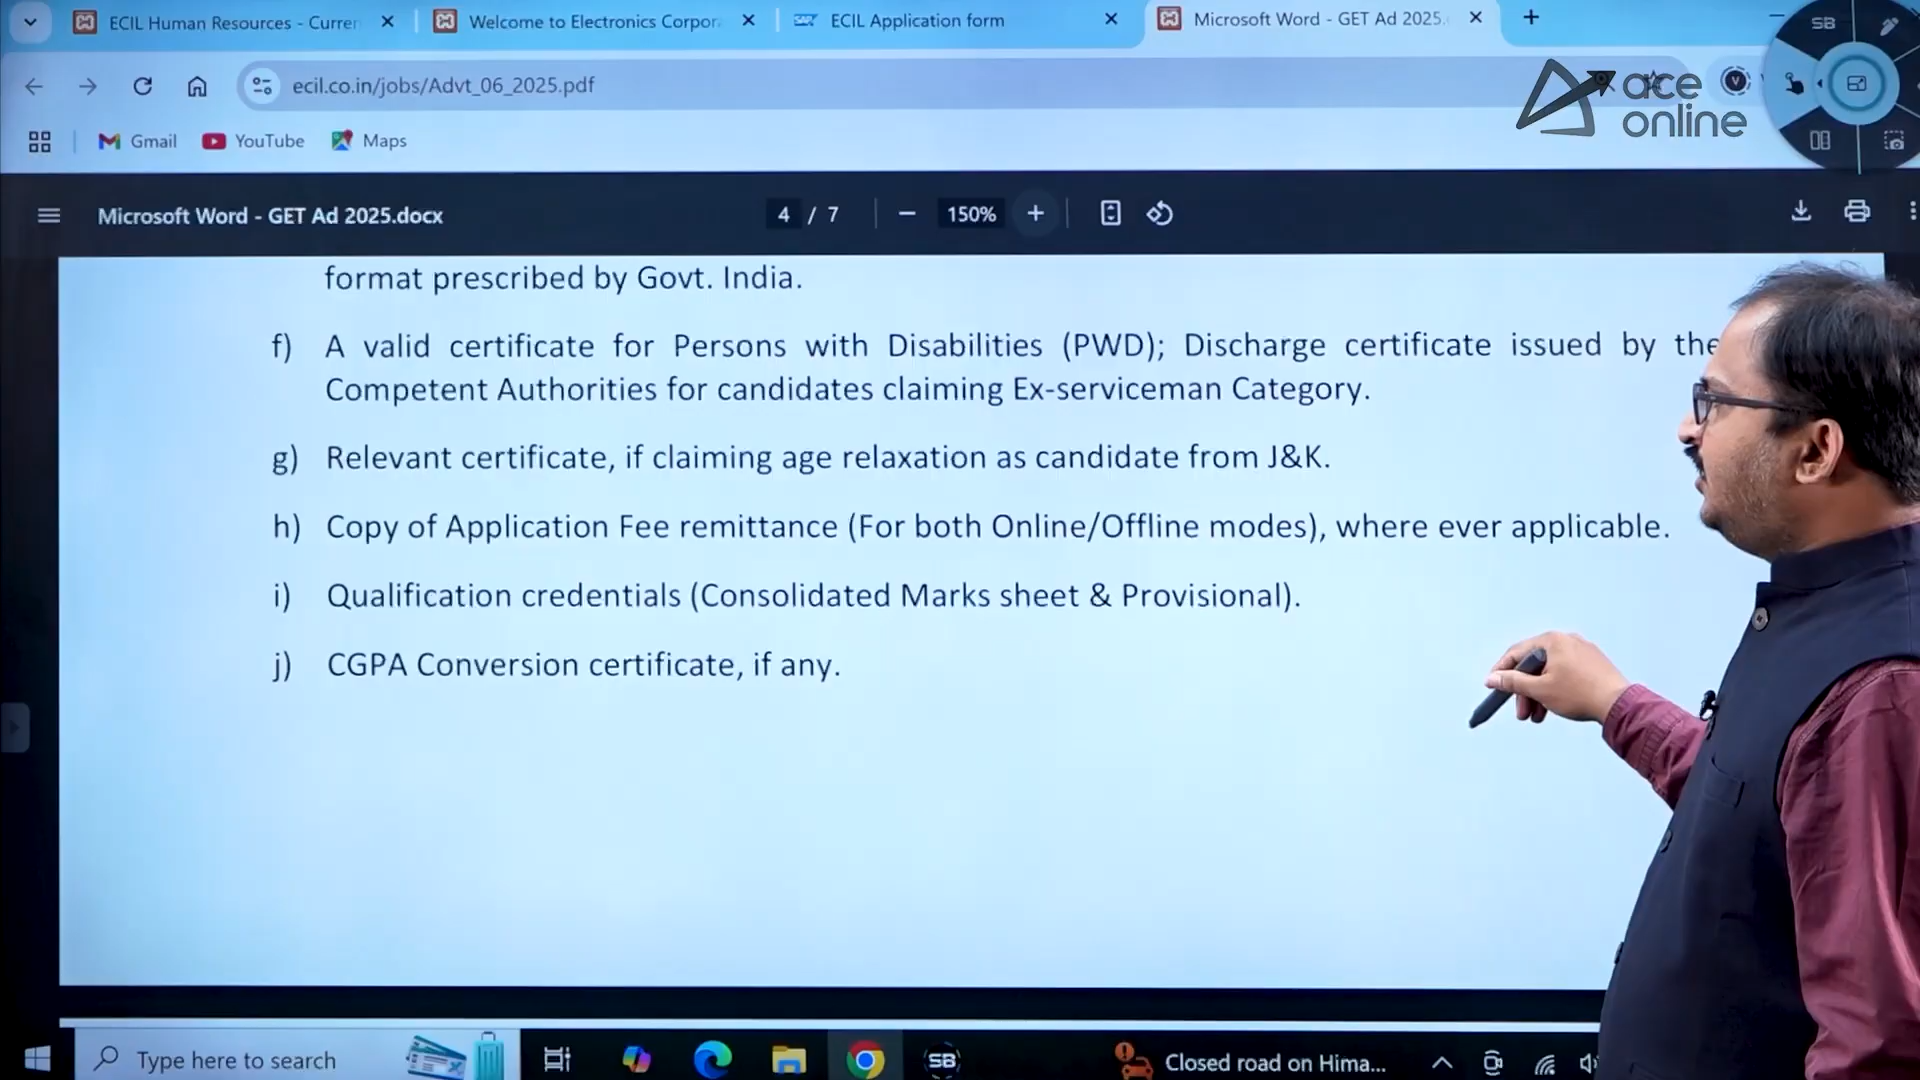 ECIL Human Resources - Curren
Welcome to Electronics Corpor
SAP
ECIL Application form
Microsoft Word - GET Ad 2025.
SB
ecil.co.in/jobs/Advt_06_2025.pdf
V
ace
online
Gmail
YouTube
Maps
Microsoft Word - GET Ad 2025.docx
4 / 7
150%
format prescribed by Govt. India.
f) A valid certificate for Persons with Disabilities (PWD); Discharge certificate issued by the
Competent Authorities for candidates claiming Ex-serviceman Category.
g) Relevant certificate, if claiming age relaxation as candidate from J&K.
h) Copy of Application Fee remittance (For both Online/Offline modes), where ever applicable.
i) Qualification credentials (Consolidated Marks sheet & Provisional).
j) CGPA Conversion certificate, if any.
Type here to search
SB
Closed road on Hima...